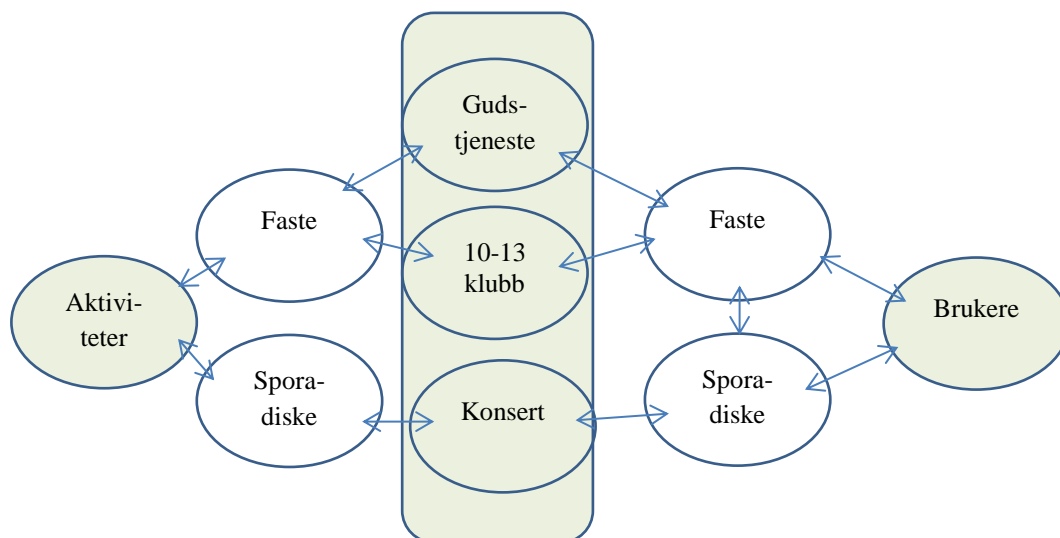 Guds-
tjeneste
Faste
10-13
klubb
Faste
Aktivi-
teter
Brukere
Spora-
diske
Konsert
Spora-
diske